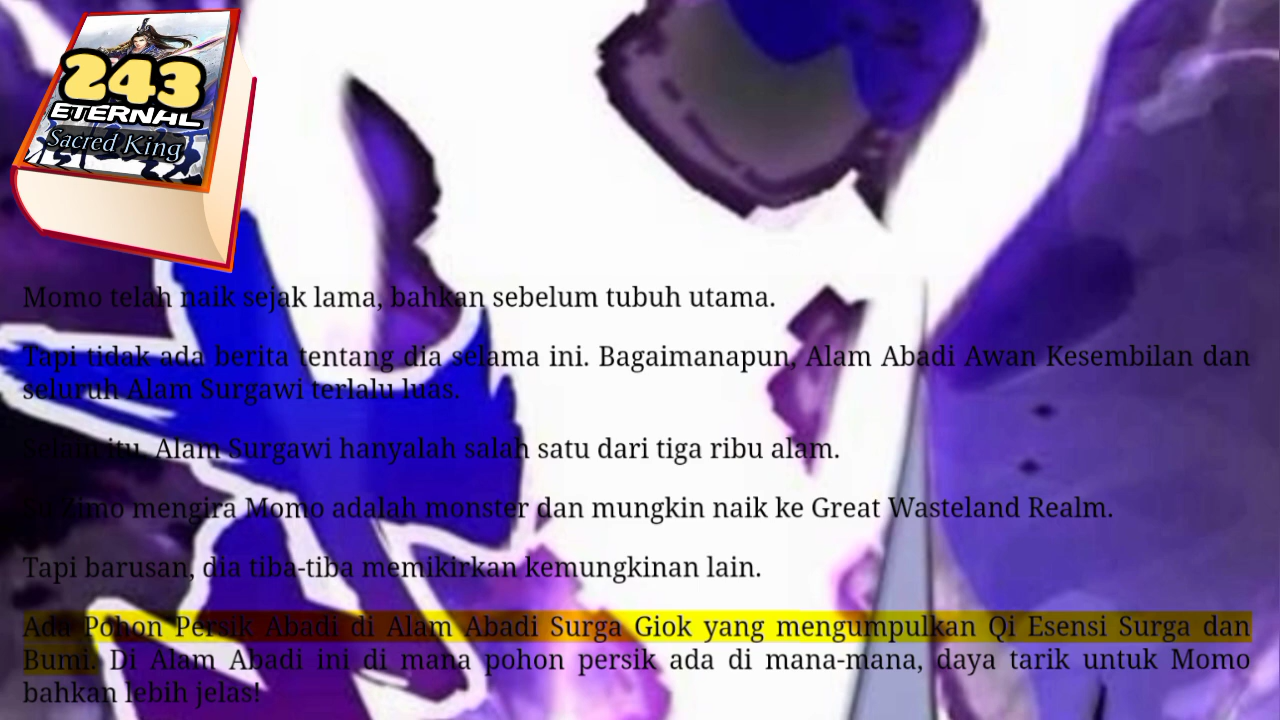 243
ETERNAL
Sacred King
Momo telah naik sejak lama, bahkan sebelum tubuh utama.
Tapi tidak ada berita tentang dia selama ini. Bagaimanapun, Alam Abadi Awan Kesembilan dan
seluruh Alam Surgawi terlalu luas.
Selain itu, Alam Surgawi hanyalah salah satu dari tiga ribu alam.
Su Zimo mengira Momo adalah monster dan mungkin naik ke Great Wasteland Realm.
Tapi barusan, dia tiba-tiba memikirkan kemungkinan lain.
Ada Pohon Persik Abadi di Alam Abadi Surga Giok yang mengumpulkan Qi Esensi Surga dan
Bumi. Di Alam Abadi ini di mana pohon persik ada di mana-mana, daya tarik untuk Momo
bahkan lebih jelas!